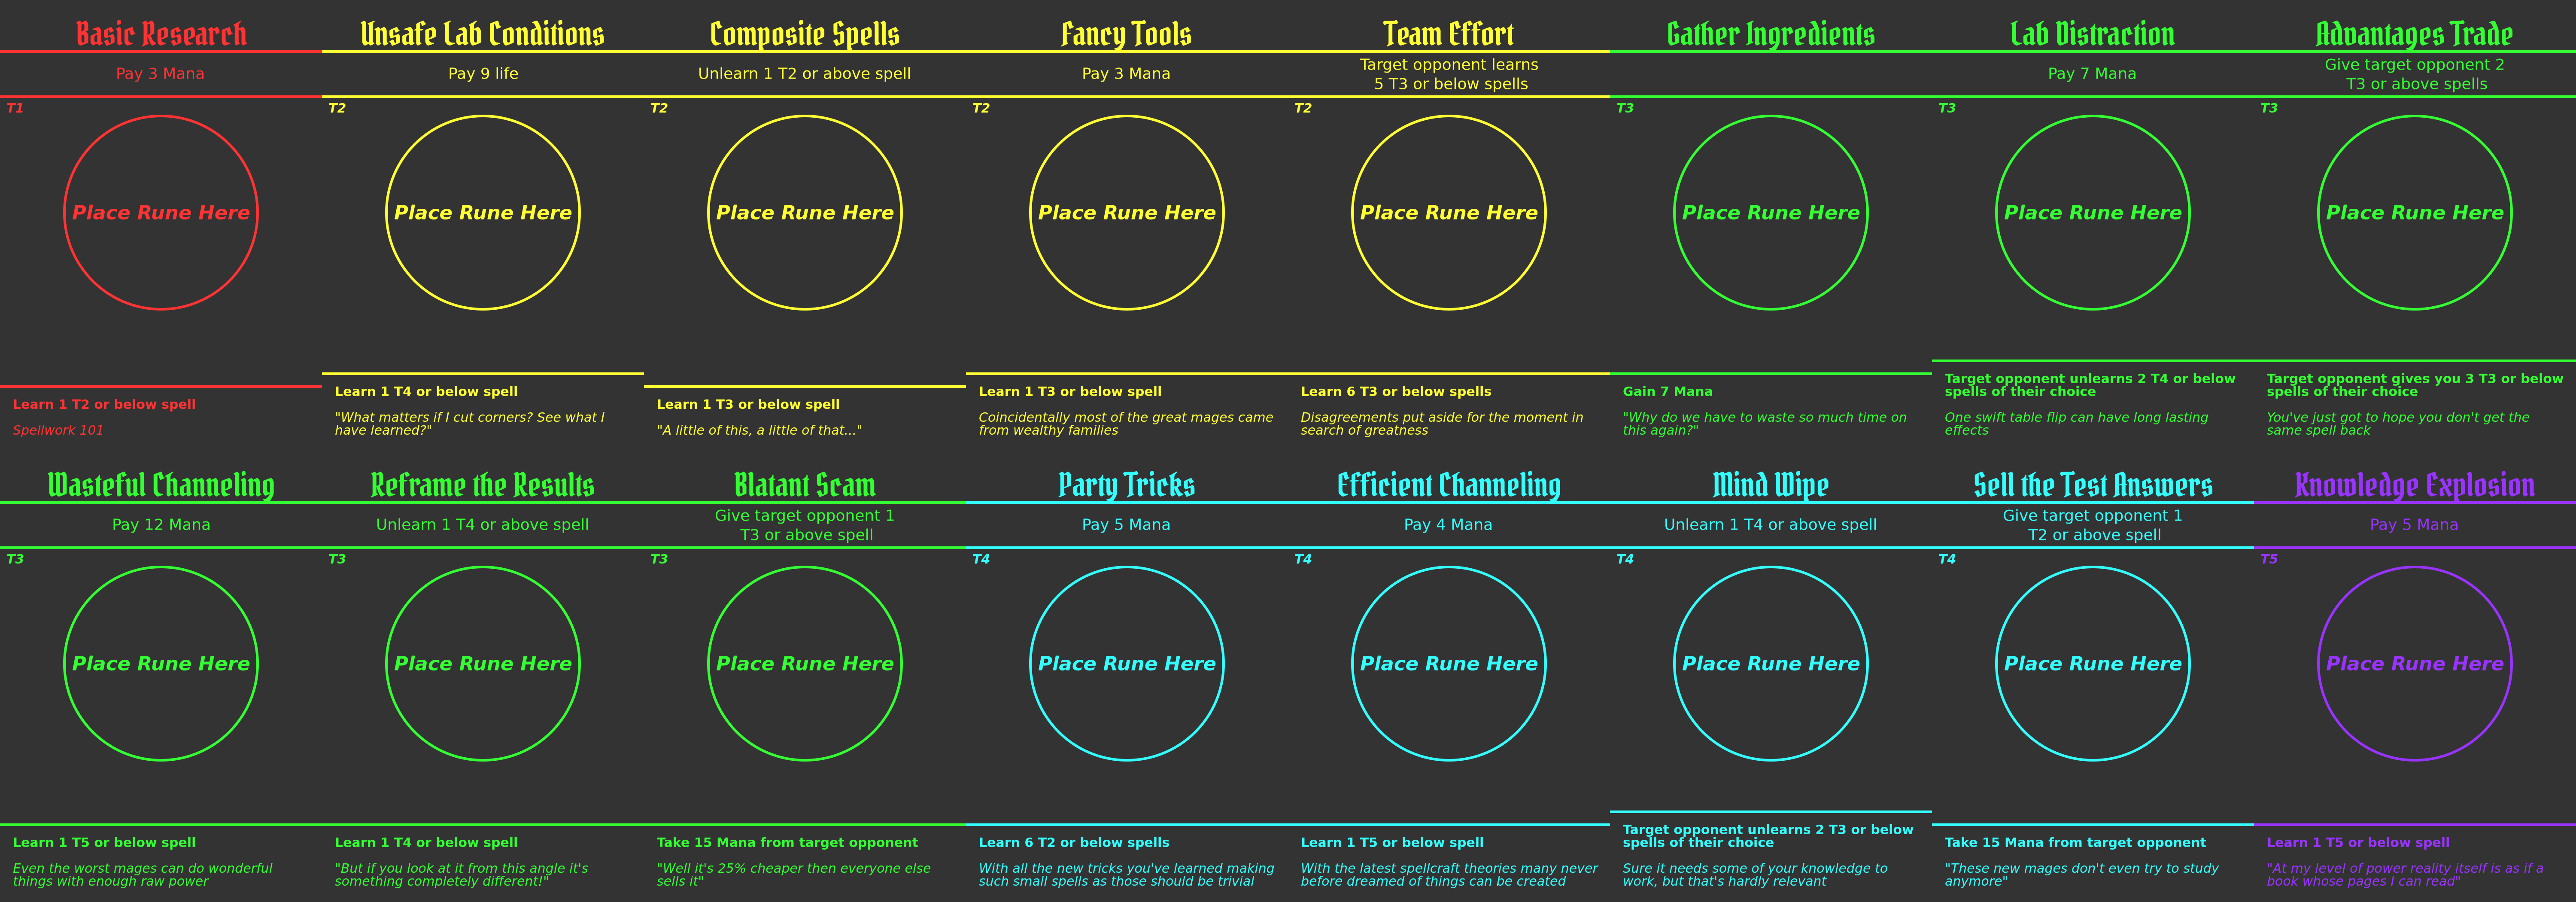 Basic Research
Pay 3 Mana
T1
Place Rune Here
Learn 1 T2 or below spell
Spellwork 101
Unsafe Lab Conditions
Pay 9 life
T2
Place Rune Here
Learn 1 T4 or below spell
"What matters if I cut corners? See what I
have learned?"
Composite Spells
Unlearn 1 T2 or above spell
T2
Place Rune Here
Learn 1 T3 or below spell
"A little of this, a little of that..."
Fancy Tools
Pay 3 Mana
T2
Place Rune Here
Learn 1 T3 or below spell
Coincidentally most of the great mages came
from wealthy families
Team Effort
Target opponent learns
5 T3 or below spells
T2
Place Rune Here
Learn 6 T3 or below spells
Disagreements put aside for the moment in
search of greatness
Gather Ingredients
T3
Place Rune Here
Gain 7 Mana
"Why do we have to waste so much time on
this again?"
Lab Distraction
Pay 7 Mana
T3
Place Rune Here
Target opponent unlearns 2 T4 or below
spells of their choice
One swift table flip can have long lasting
effects
Advantages Trade
Give target opponent 2
T3 or above spells
T3
Place Rune Here
Target opponent gives you 3 T3 or below
spells of their choice
You've just got to hope you don't get the
same spell back
Wasteful Channeling
Pay 12 Mana
T3
Place Rune Here
Learn 1 T5 or below spell
Even the worst mages can do wonderful
things with enough raw power
Reframe the Results
Unlearn 1 T4 or above spell
T3
Place Rune Here
Learn 1 T4 or below spell
"But if you look at it from this angle it's
something completely different!"
Blatant Scam
Give target opponent 1
T3 or above spell
T3
Place Rune Here
Take 15 Mana from target opponent
"Well it's 25% cheaper then everyone else
sells it"
Party Tricks
Pay 5 Mana
T4
Place Rune Here
Learn 6 T2 or below spells
With all the new tricks you've learned making
such small spells as those should be trivial
Efficient Channeling
Pay 4 Mana
T4
Place Rune Here
Learn 1 T5 or below spell
With the latest spellcraft theories many never
before dreamed of things can be created
Mind Wipe
Unlearn 1 T4 or above spell
T4
Place Rune Here
Target opponent unlearns 2 T3 or below
spells of their choice
Sure it needs some of your knowledge to
work, but that's hardly relevant
Sell the Test Answers
Give target opponent 1
T2 or above spell
T4
Place Rune Here
Take 15 Mana from target opponent
"These new mages don't even try to study
anymore"
Knowledge Explosion
Pay 5 Mana
T5
Place Rune Here
Learn 1 T5 or below spell
"At my level of power reality itself is as if a
book whose pages I can read"